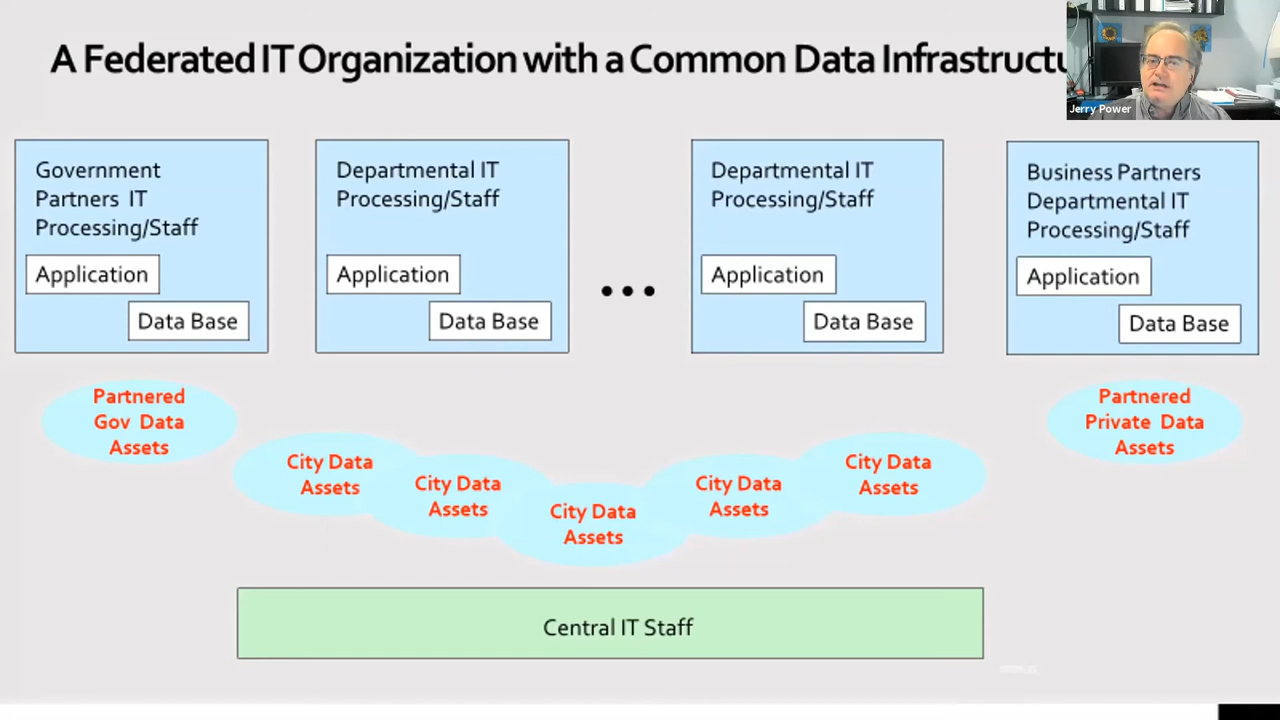 A Federated IT Organization with a Common Data Infrastructu
Jerry Power
Government
Partners IT
Processing/Staff
Application
Data Base
Departmental IT
Processing/Staff
Application
Data Base
...
Departmental IT
Processing/Staff
Application
Data Base
Business Partners
Departmental IT
Processing/Staff
Application
Data Base
Partnered
Gov Data
Assets
City Data
Assets
City Data
Assets
City Data
Assets
City Data
Assets
City Data
Assets
Partnered
Private Data
Assets
Central IT Staff